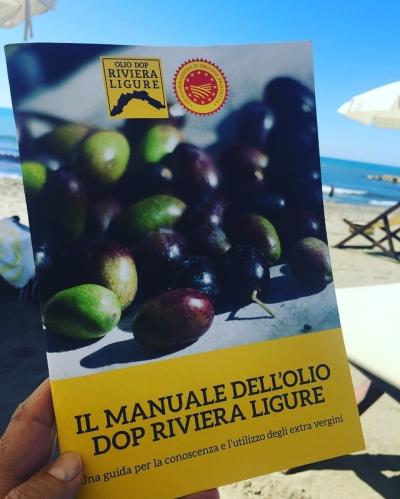 OLIO DOP
RIVIERA
LIGURE
IL MANUALE DELL'OLIO
DOP RIVIERA LIGURE
Una guida per la conoscenza e l'utilizzo degli extra vergini